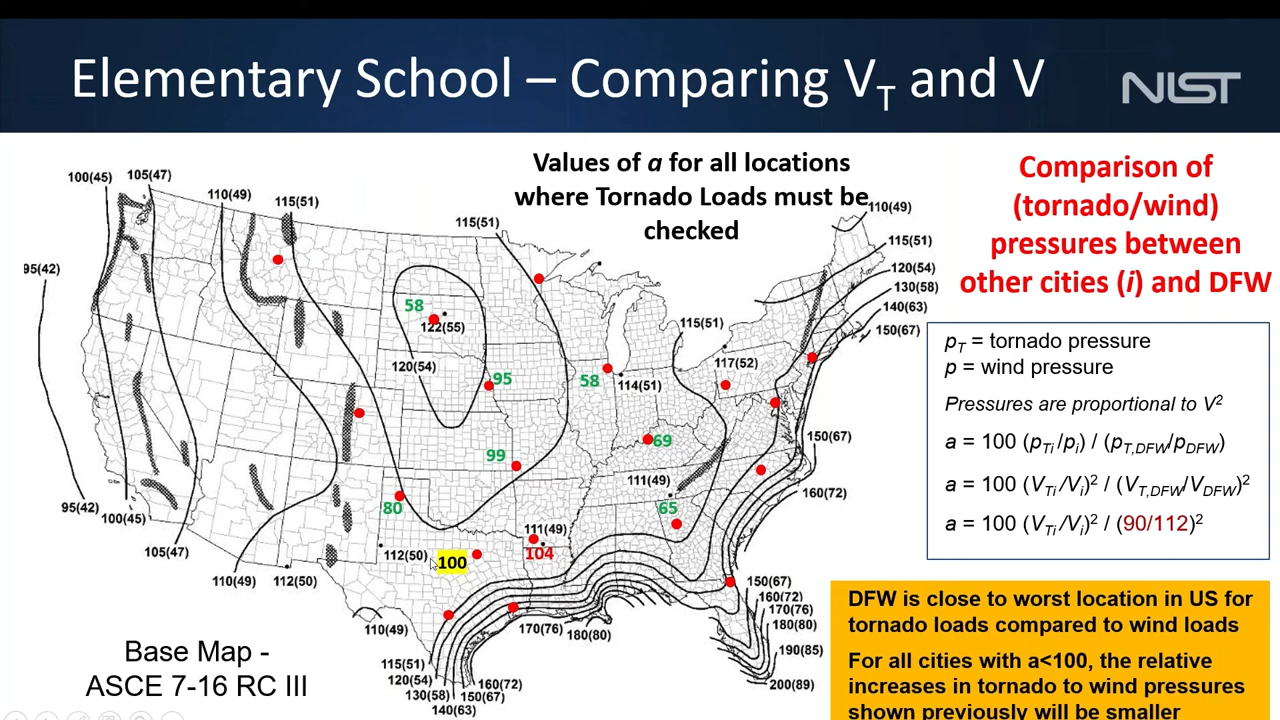 Elementary School – Comparing VT and V
NIST
Values of a for all locations
where Tornado Loads must be
checked
Comparison of
(tornado/wind)
pressures between
other cities (i) and DFW
pT = tornado pressure
p = wind pressure
Pressures are proportional to V²
a = 100 (pTi/pi) / (pT,DFW/pDFW)
a = 100 (VTi/Vi)² / (VT,DFW/VDFW)²
a = 100 (VTi/Vi)² / (90/112)²
DFW is close to worst location in US for
tornado loads compared to wind loads
For all cities with a<100, the relative
increases in tornado to wind pressures
shown previously will be smaller
100(45)
105(47)
110(49)
115(51)
115(51)
110(49)
115(51)
120(54)
130(58)
140(63)
150(67)
95(42)
58
122(55)
115(51)
120(54)
95
58
114(51)
117(52)
69
150(67)
99
111(49)
160(72)
80
65
95(42)
100(45)
105(47)
111(49)
104
112(50)
100
110(49)
112(50)
150(67)
160(72)
170(76)
180(80)
190(85)
200(89)
110(49)
170(76)
180(80)
115(51)
120(54)
130(58)
140(63)
150(67)
160(72)
Base Map -
ASCE 7-16 RC III